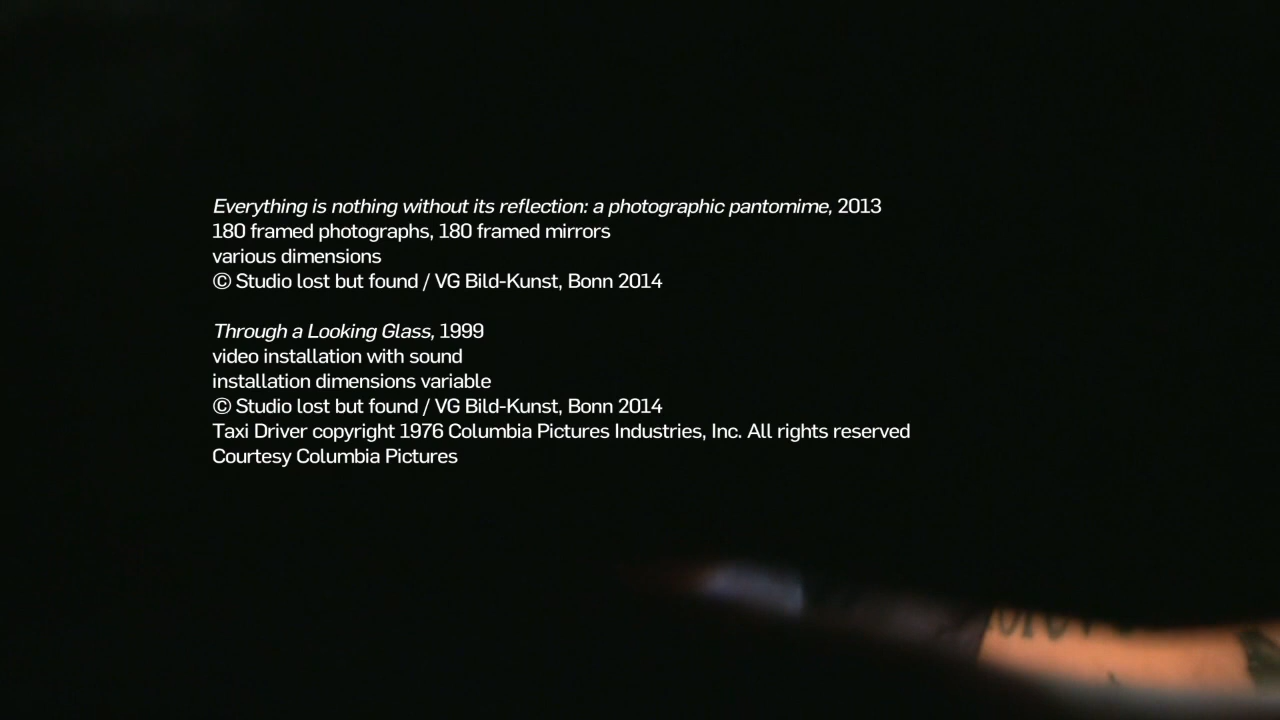 Everything is nothing without its reflection: a photographic pantomime, 2013
180 framed photographs, 180 framed mirrors
various dimensions
© Studio lost but found / VG Bild-Kunst, Bonn 2014
Through a Looking Glass, 1999
video installation with sound
installation dimensions variable
© Studio lost but found / VG Bild-Kunst, Bonn 2014
Taxi Driver copyright 1976 Columbia Pictures Industries, Inc. All rights reserved
Courtesy Columbia Pictures